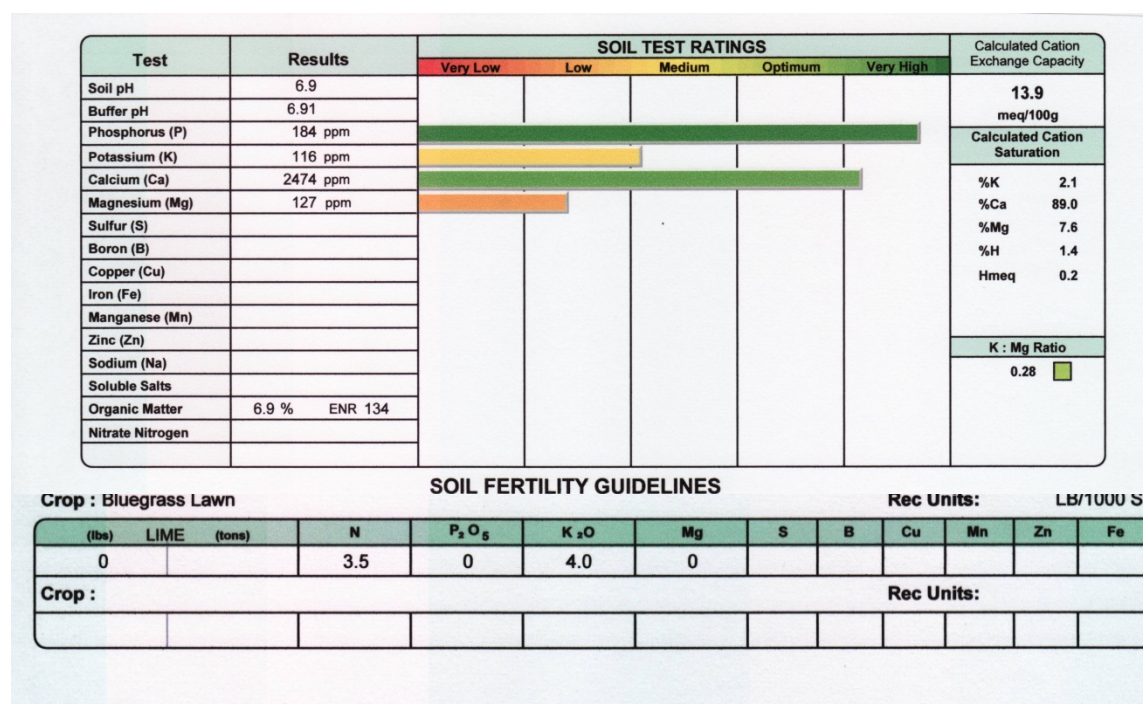 SOIL TEST RATINGS
Test Results Very Low Low Medium Optimum Very High
Calculated Cation
Exchange Capacity
Soil pH 6.9
13.9
meq/100g
Buffer pH 6.91
Phosphorus (P) 184 ppm
Calculated Cation
Saturation
Potassium (K) 116 ppm
Calcium (Ca) 2474 ppm
%K 2.1
Magnesium (Mg) 127 ppm
%Ca 89.0
Sulfur (S)
%Mg 7.6
Boron (B)
%H 1.4
Copper (Cu)
Hmeq 0.2
Iron (Fe)
Manganese (Mn)
Zinc (Zn)
K : Mg Ratio
Sodium (Na)
0.28
Soluble Salts
Organic Matter 6.9 % ENR 134
Nitrate Nitrogen
SOIL FERTILITY GUIDELINES
Crop : Bluegrass Lawn Rec Units: LB/1000 S
(lbs) LIME (tons) N P₂O₅ K₂O Mg S B Cu Mn Zn Fe
0 3.5 0 4.0 0
Crop : Rec Units: